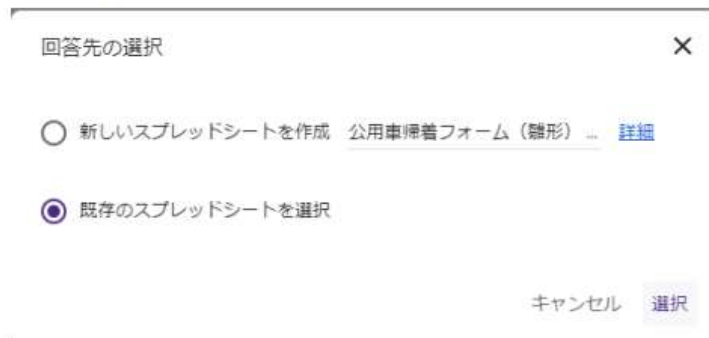 回答先の選択
新しいスプレッドシートを作成 公用車帰着フォーム（雛形） ... 詳細
既存のスプレッドシートを選択
キャンセル 選択